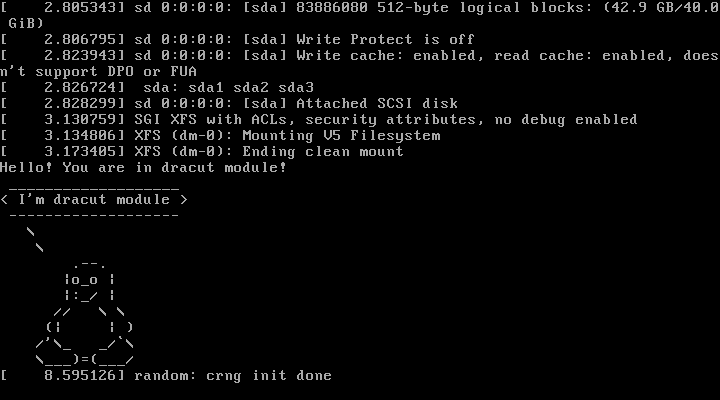 [    2.805343] sd 0:0:0:0: [sda] 83886080 512-byte logical blocks: (42.9 GB/40.0
 GiB)
[    2.806795] sd 0:0:0:0: [sda] Write Protect is off
[    2.823943] sd 0:0:0:0: [sda] Write cache: enabled, read cache: enabled, does
n't support DPO or FUA
[    2.826724]  sda: sda1 sda2 sda3
[    2.828299] sd 0:0:0:0: [sda] Attached SCSI disk
[    3.130759] SGI XFS with ACLs, security attributes, no debug enabled
[    3.134806] XFS (dm-0): Mounting V5 Filesystem
[    3.173405] XFS (dm-0): Ending clean mount
Hello! You are in dracut module!
 ___________________
< I'm dracut module >
 -------------------
   \
    \
        .--.
       |o_o |
       |:_/ |
      //   \ \
     (|     | )
    /'\_   _/`\
    \___)=(___/
[    8.595126] random: crng init done